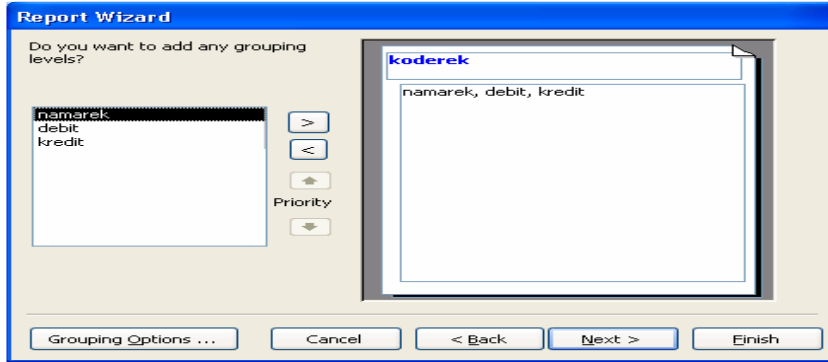 Report Wizard
Do you want to add any grouping
levels?
namarek
debit
kredit
>
<
Priority
koderek
namarek, debit, kredit
Grouping Options ...
Cancel
< Back
Next >
Finish